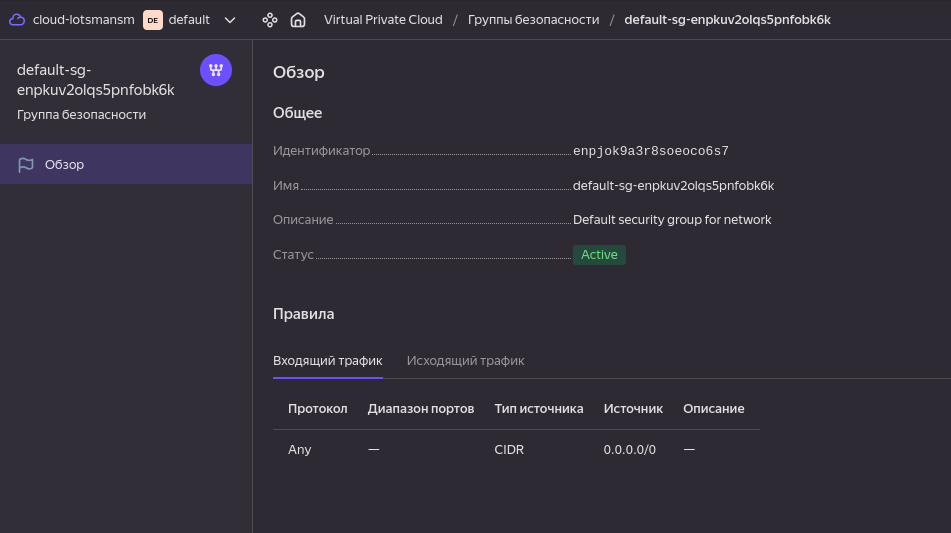 cloud-lotsmansm DE default Virtual Private Cloud / Группы безопасности / default-sg-enpkuv2olqs5pnfobk6k
default-sg-
enpkuv2olqs5pnfobk6k
Группа безопасности
Обзор
Обзор
Общее
Идентификатор enpjok9a3r8soeoco6s7
Имя default-sg-enpkuv2olqs5pnfobk6k
Описание Default security group for network
Статус Active
Правила
Входящий трафик Исходящий трафик
Протокол Диапазон портов Тип источника Источник Описание
Any — CIDR 0.0.0.0/0 —